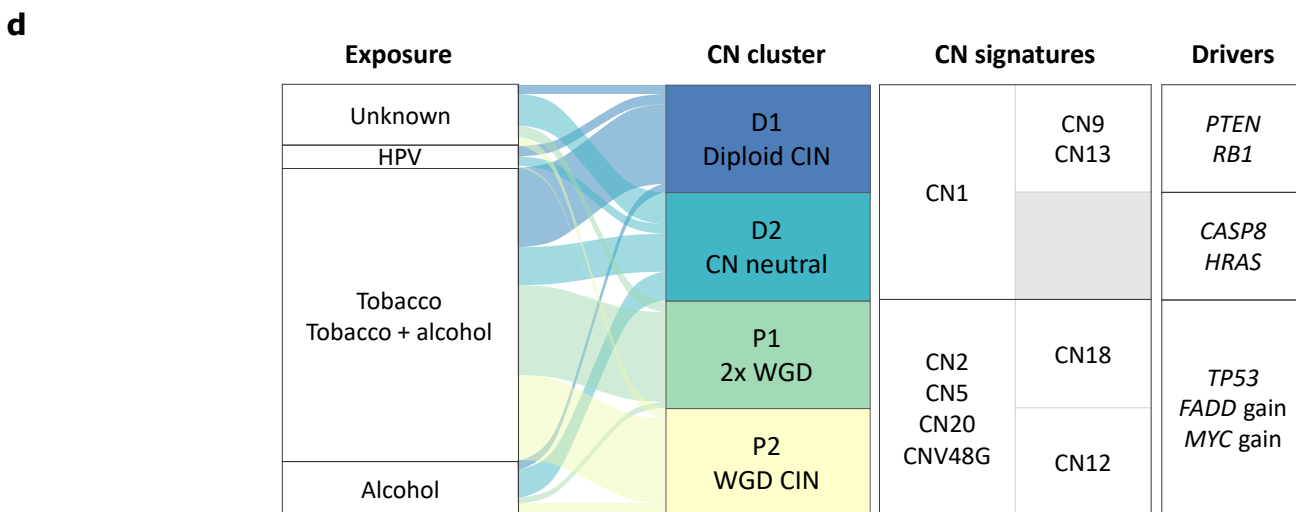 d
Exposure
CN cluster
CN signatures
Drivers
Unknown
HPV
Tobacco
Tobacco + alcohol
Alcohol
D1
Diploid CIN
D2
CN neutral
P1
2x WGD
P2
WGD CIN
CN1
CN9
CN13
CN2
CN5
CN20
CNV48G
CN18
CN12
PTEN
RB1
CASP8
HRAS
TP53
FADD gain
MYC gain